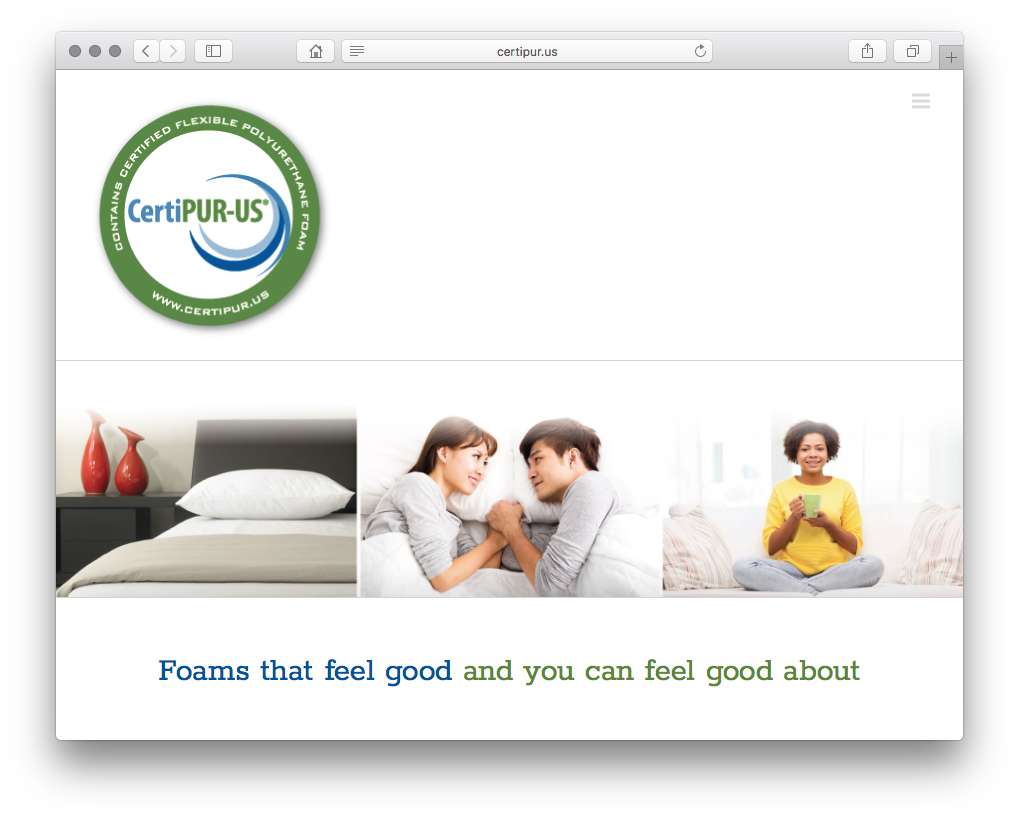 certipur.us
CONTAINS CERTIFIED FLEXIBLE POLYURETHANE FOAM
CertiPUR-US®
WWW.CERTIPUR.US
Foams that feel good and you can feel good about